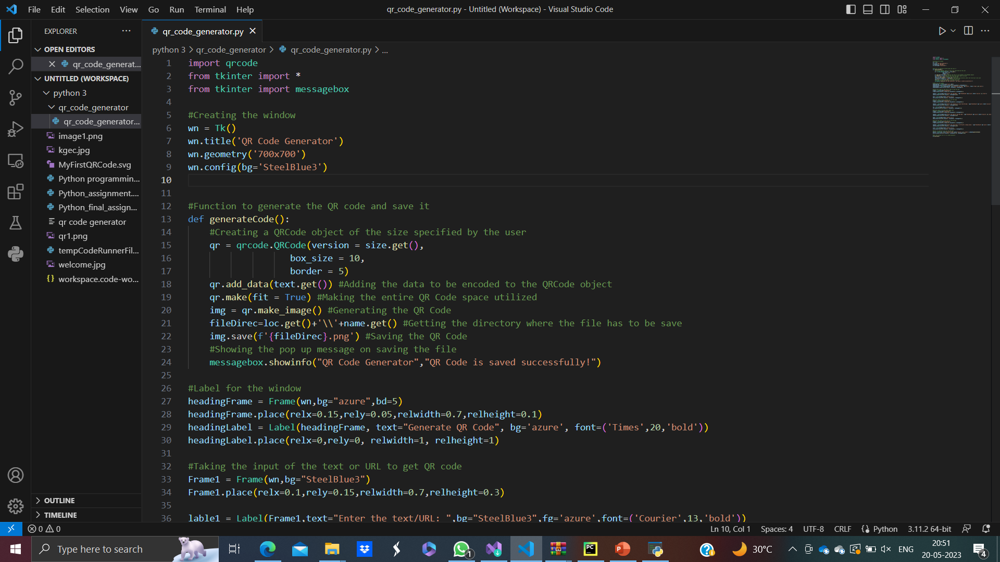 File Edit Selection View Go Run Terminal Help
qr_code_generator.py - Untitled (Workspace) - Visual Studio Code
EXPLORER
OPEN EDITORS
qr_code_generat...
UNTITLED (WORKSPACE)
python 3
qr_code_generator
qr_code_generator...
image1.png
kgec.jpg
MyFirstQRCode.svg
Python programmin...
Python_assignment....
Python_final_assign...
qr code generator
qr1.png
tempCodeRunnerFil...
welcome.jpg
workspace.code-wo...
OUTLINE
TIMELINE
qr_code_generator.py
python 3 > qr_code_generator > qr_code_generator.py > ...
1 import qrcode
2 from tkinter import *
3 from tkinter import messagebox
4
5 #Creating the window
6 wn = Tk()
7 wn.title('QR Code Generator')
8 wn.geometry('700x700')
9 wn.config(bg='SteelBlue3')
10
11
12 #Function to generate the QR code and save it
13 def generateCode():
14     #Creating a QRCode object of the size specified by the user
15     qr = qrcode.QRCode(version = size.get(),
16                    box_size = 10,
17                    border = 5)
18     qr.add_data(text.get()) #Adding the data to be encoded to the QRCode object
19     qr.make(fit = True) #Making the entire QR Code space utilized
20     img = qr.make_image() #Generating the QR Code
21     fileDirec=loc.get()+'\\'+name.get() #Getting the directory where the file has to be save
22     img.save(f'{fileDirec}.png') #Saving the QR Code
23     #Showing the pop up message on saving the file
24     messagebox.showinfo("QR Code Generator","QR Code is saved successfully!")
25
26 #Label for the window
27 headingFrame = Frame(wn,bg="azure",bd=5)
28 headingFrame.place(relx=0.15,rely=0.05,relwidth=0.7,relheight=0.1)
29 headingLabel = Label(headingFrame, text="Generate QR Code", bg='azure', font=('Times',20,'bold'))
30 headingLabel.place(relx=0,rely=0, relwidth=1, relheight=1)
31
32 #Taking the input of the text or URL to get QR code
33 Frame1 = Frame(wn,bg="SteelBlue3")
34 Frame1.place(relx=0.1,rely=0.15,relwidth=0.7,relheight=0.3)
35
36 lable1 = Label(Frame1,text="Enter the text/URL: ",bg="SteelBlue3",fg='azure',font=('Courier',13,'bold'))
0 0
Ln 10, Col 1 Spaces: 4 UTF-8 CRLF {} Python 3.11.2 64-bit
Type here to search
1
PC
P
30°C
ENG
20:51
20-05-2023
4